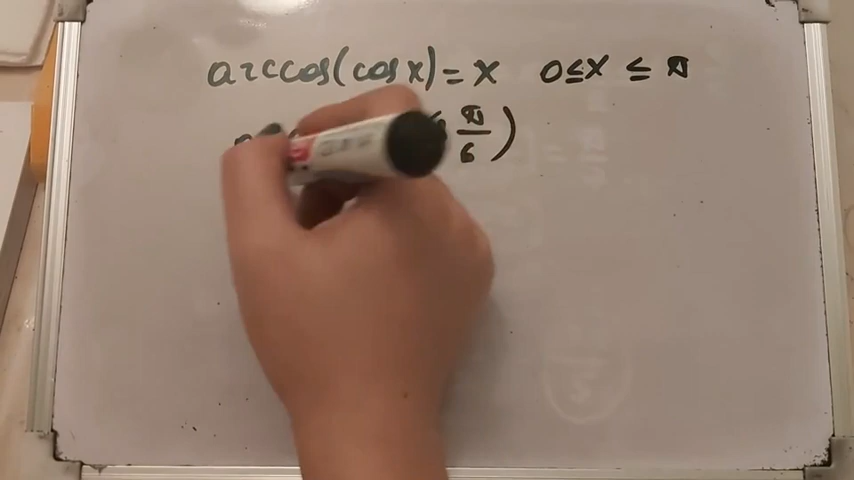 arccos(cos x) = x 0 ≤ x ≤ π
π/6)